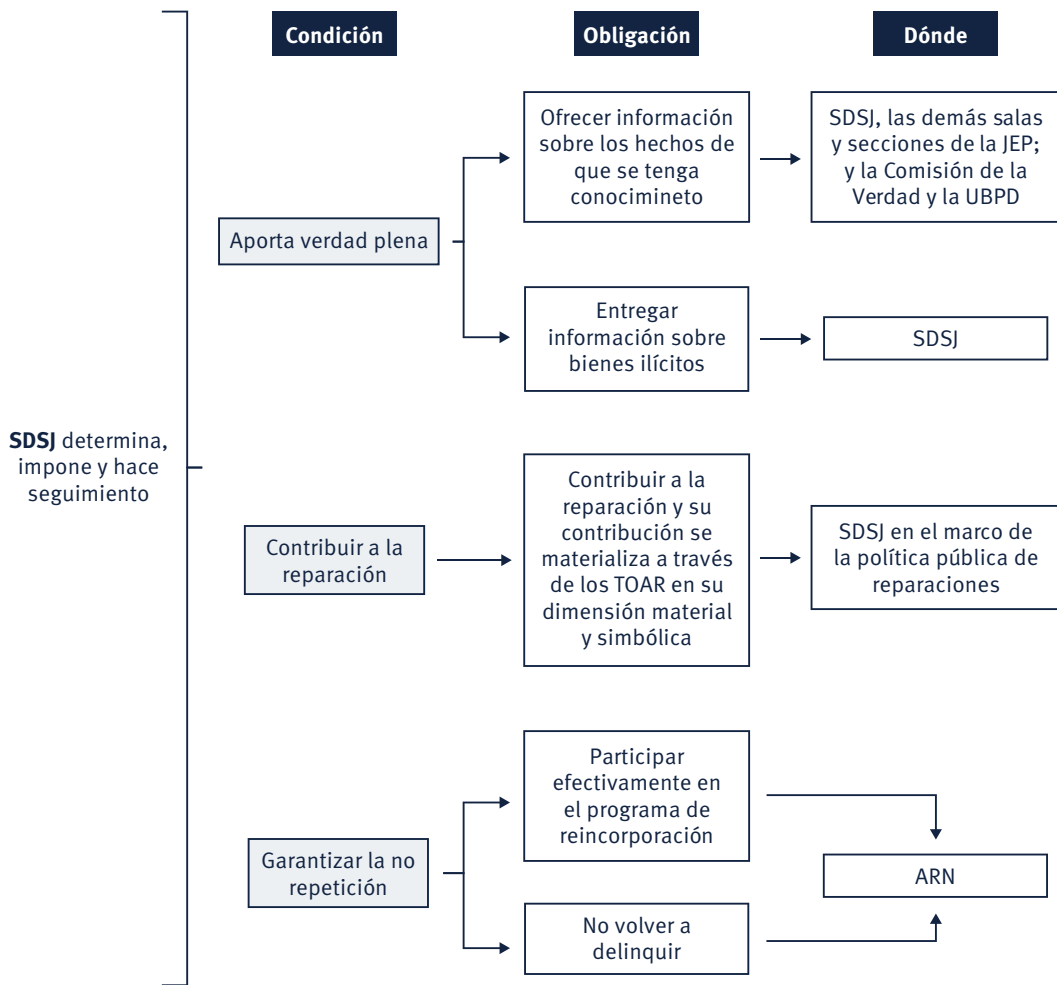 Condición
Obligación
Dónde
SDSJ determina,
impone y hace
seguimiento
Aporta verdad plena
Ofrecer información
sobre los hechos de
que se tenga
conocimineto
SDSJ, las demás salas
y secciones de la JEP;
y la Comisión de la
Verdad y la UBPD
Entregar
información sobre
bienes ilícitos
SDSJ
Contribuir a la
reparación
Contribuir a la
reparación y su
contribución se
materializa a través
de los TOAR en su
dimensión material
y simbólica
SDSJ en el marco de
la política pública de
reparaciones
Garantizar la no
repetición
Participar
efectivamente en
el programa de
reincorporación
No volver a
delinquir
ARN